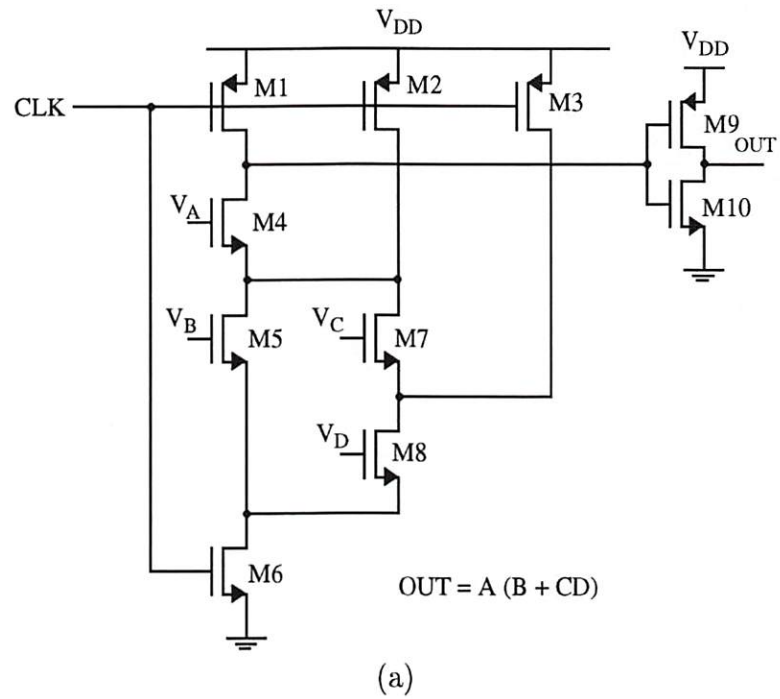 V_DD
V_DD
CLK
M1
M2
M3
M9
OUT
V_A
M4
M10
V_B
M5
V_C
M7
V_D
M8
M6
OUT = A (B + CD)
(a)